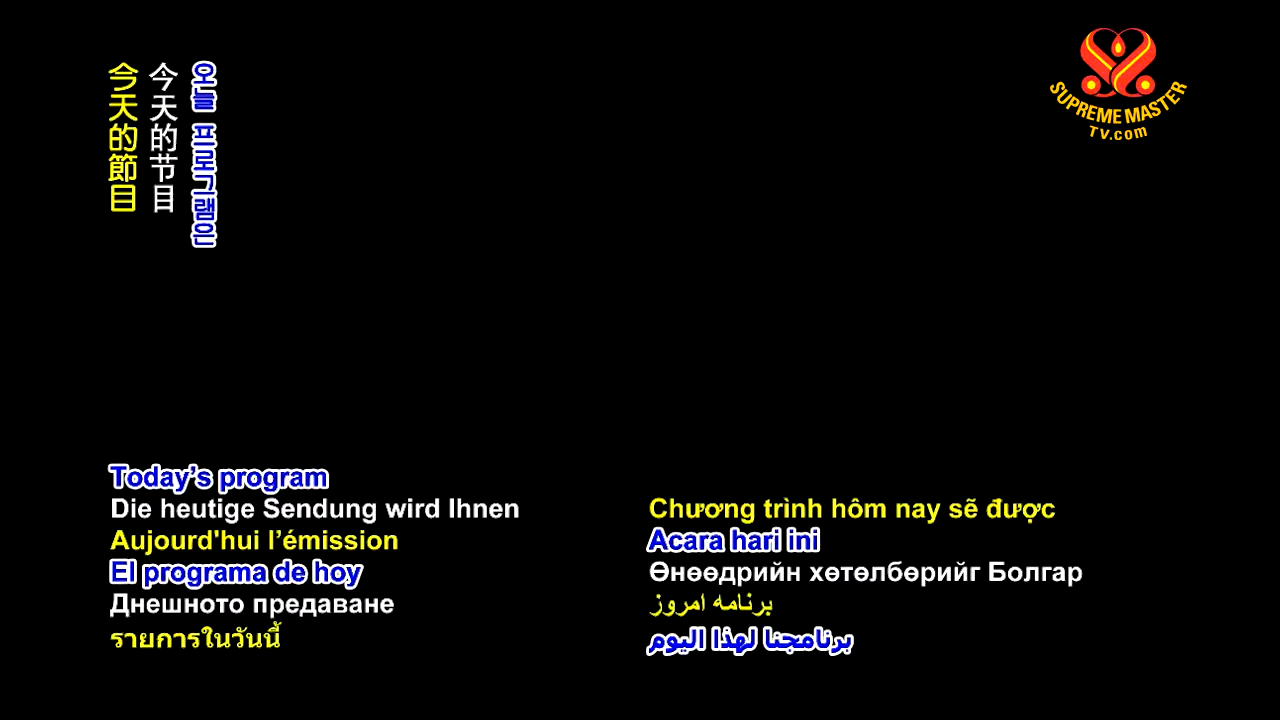 今天的節目
今天的节目
오늘 프로그램은
SUPREME MASTER
TV.com
Today’s program
Die heutige Sendung wird Ihnen
Aujourd'hui l’émission
El programa de hoy
Днешното предаване
รายการในวันนี้
Chương trình hôm nay sẽ được
Acara hari ini
Өнөөдрийн хөтөлбөрийг Болгар
برنامه امروز
برنامجنا لهذا اليوم